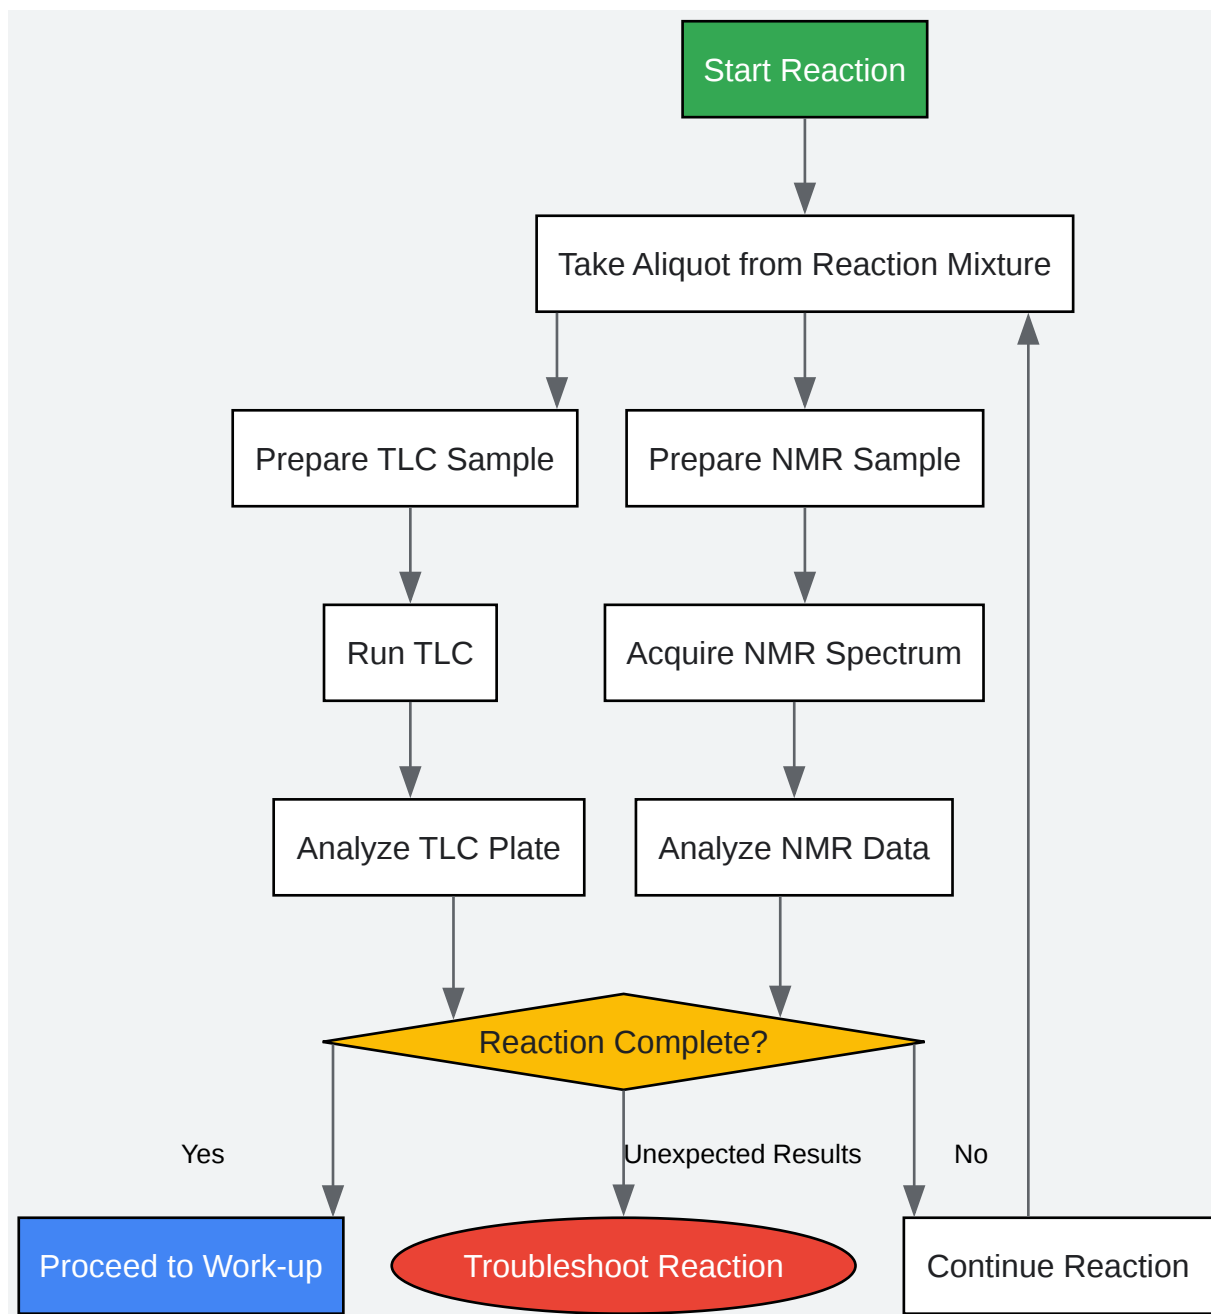 Start Reaction
Take Aliquot from Reaction Mixture
Prepare TLC Sample
Prepare NMR Sample
Run TLC
Acquire NMR Spectrum
Analyze TLC Plate
Analyze NMR Data
Reaction Complete?
Yes
Unexpected Results
No
Proceed to Work-up
Troubleshoot Reaction
Continue Reaction